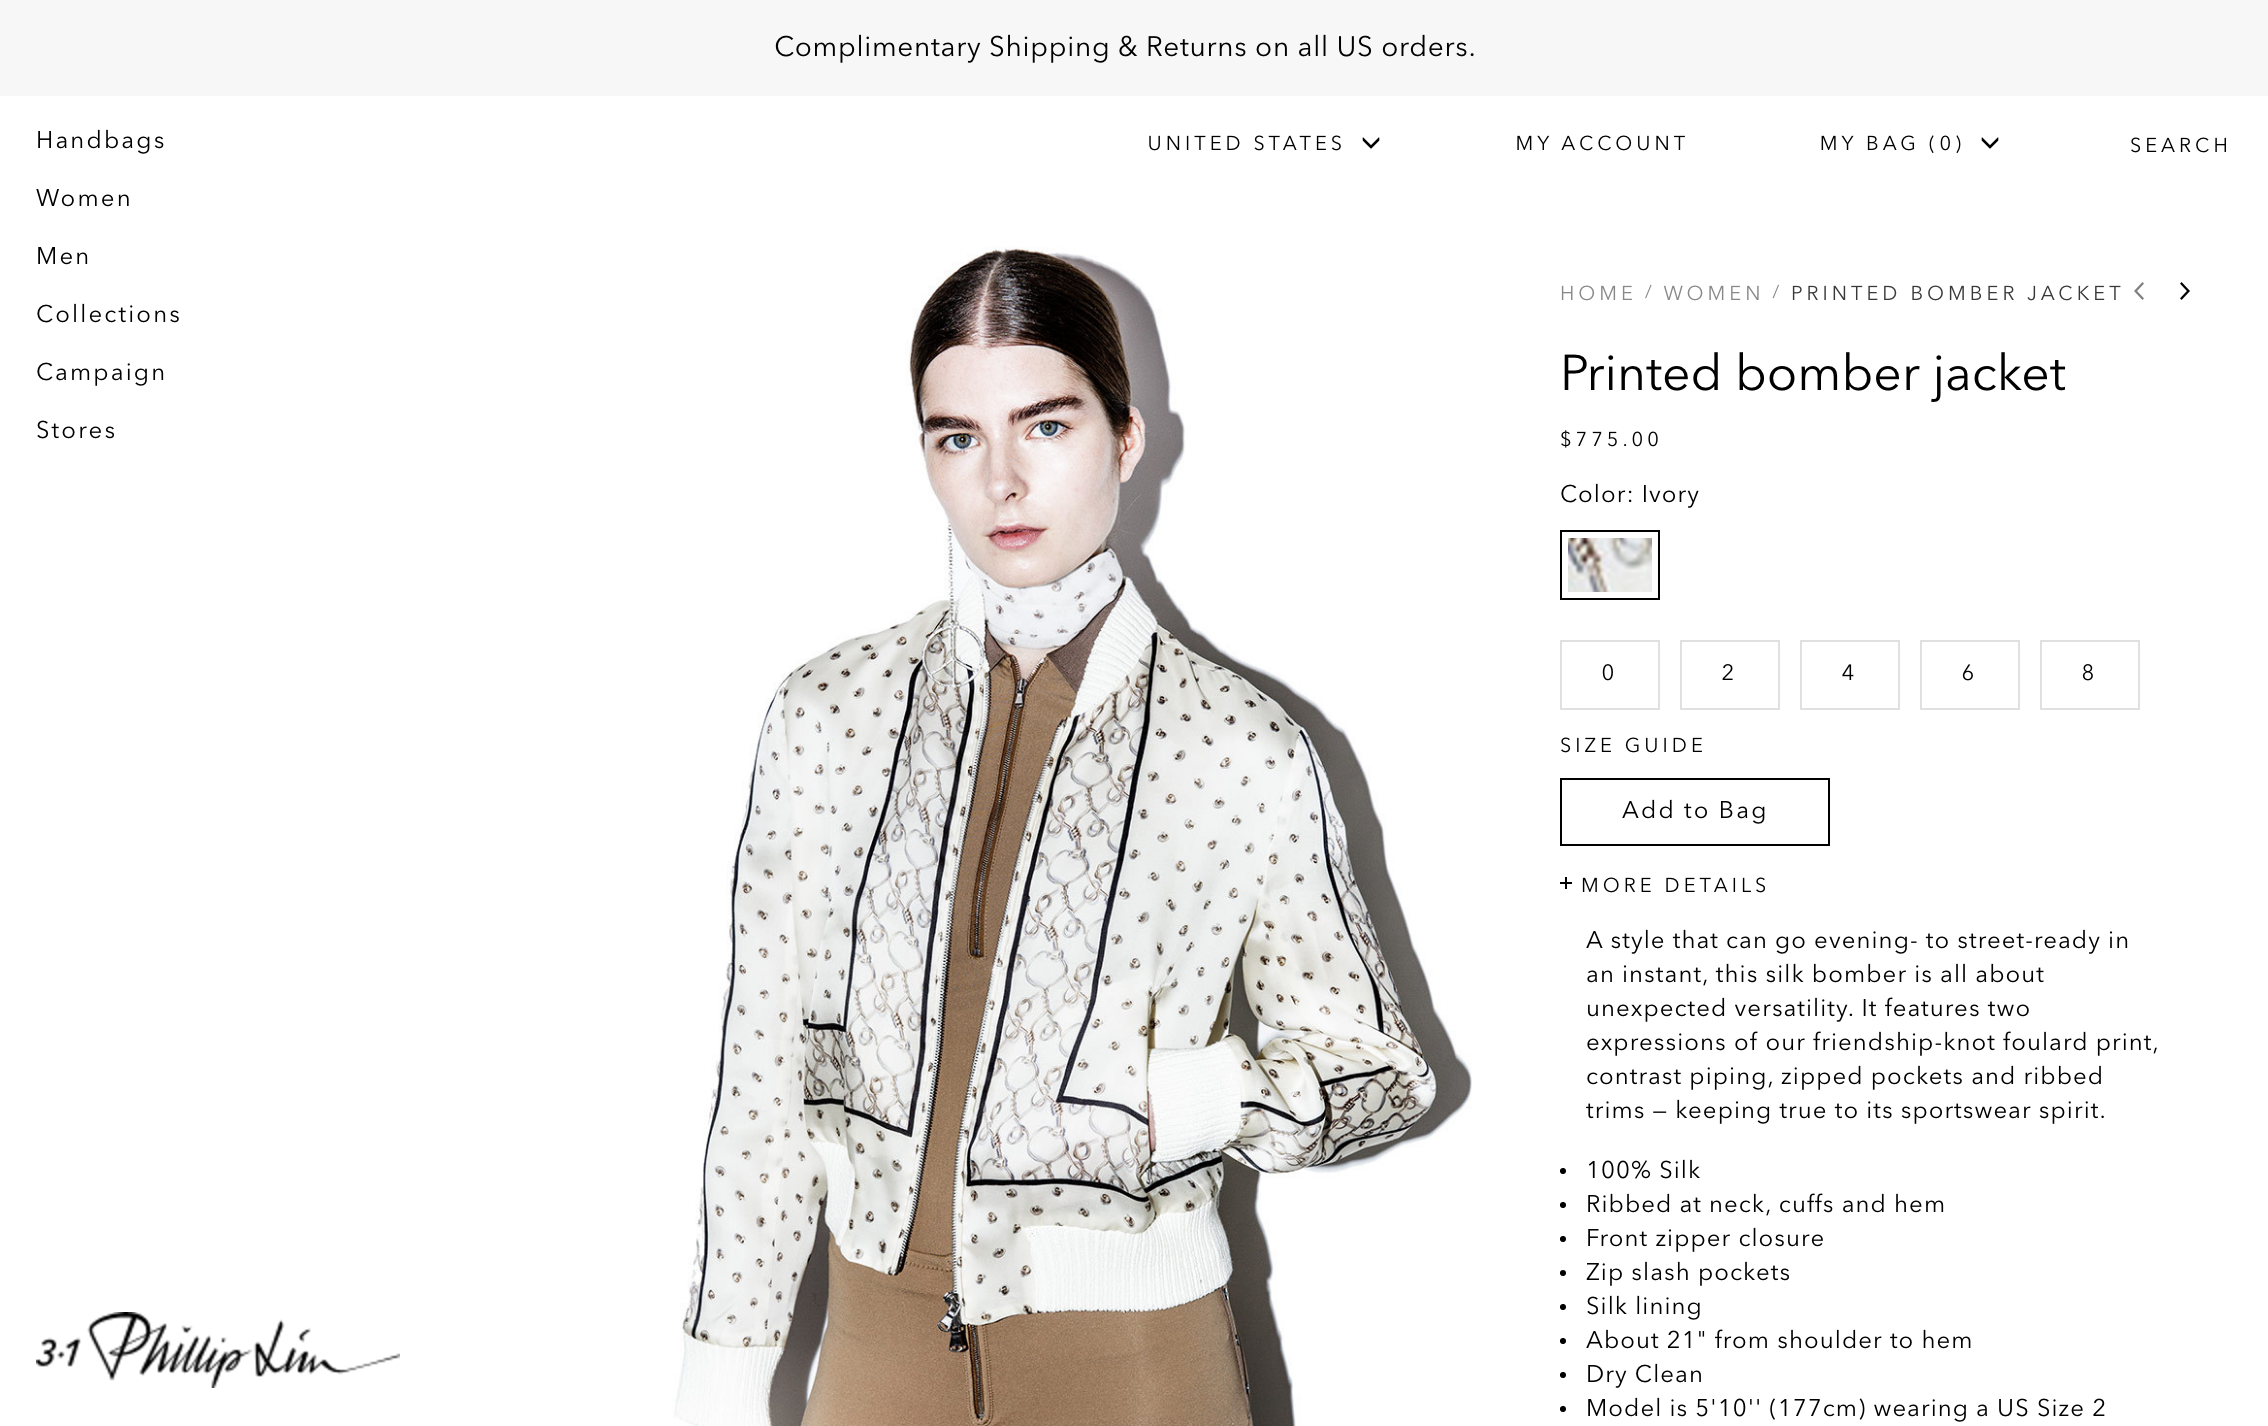 Complimentary Shipping & Returns on all US orders.
Handbags
Women
Men
Collections
Campaign
Stores
UNITED STATES
MY ACCOUNT
MY BAG (0)
SEARCH
HOME / WOMEN / PRINTED BOMBER JACKET
Printed bomber jacket
$775.00
Color: Ivory
0 2 4 6 8
SIZE GUIDE
Add to Bag
+ MORE DETAILS
A style that can go evening- to street-ready in
an instant, this silk bomber is all about
unexpected versatility. It features two
expressions of our friendship-knot foulard print,
contrast piping, zipped pockets and ribbed
trims – keeping true to its sportswear spirit.
• 100% Silk
• Ribbed at neck, cuffs and hem
• Front zipper closure
• Zip slash pockets
• Silk lining
• About 21" from shoulder to hem
• Dry Clean
• Model is 5'10'' (177cm) wearing a US Size 2
3·1 Phillip Lim